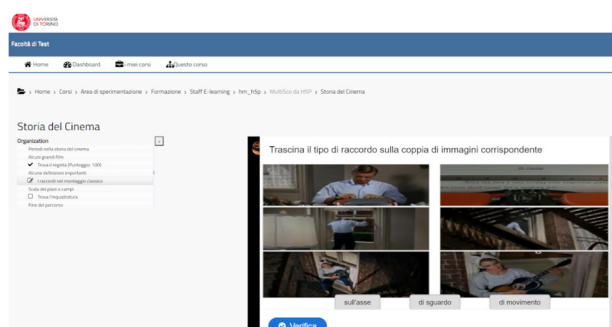 UNIVERSITÀ
DI TORINO
Facoltà di Test
Home Dashboard I miei corsi Questo corso
> Home > Corsi > Area di sperimentazione > Formazione > Staff E-learning > hm_h5p > MultiSco da H5P > Storia del Cinema
Storia del Cinema
Organization
Periodi nella storia del cinema
Alcuni grandi film
Trova il regista (Punteggio: 100)
Alcune definizioni importanti
I raccordi nel montaggio classico
Scala dei piani e campi
Trova l'inquadratura
Fine del percorso
Trascina il tipo di raccordo sulla coppia di immagini corrispondente
sull'asse di sguardo di movimento
Verifica